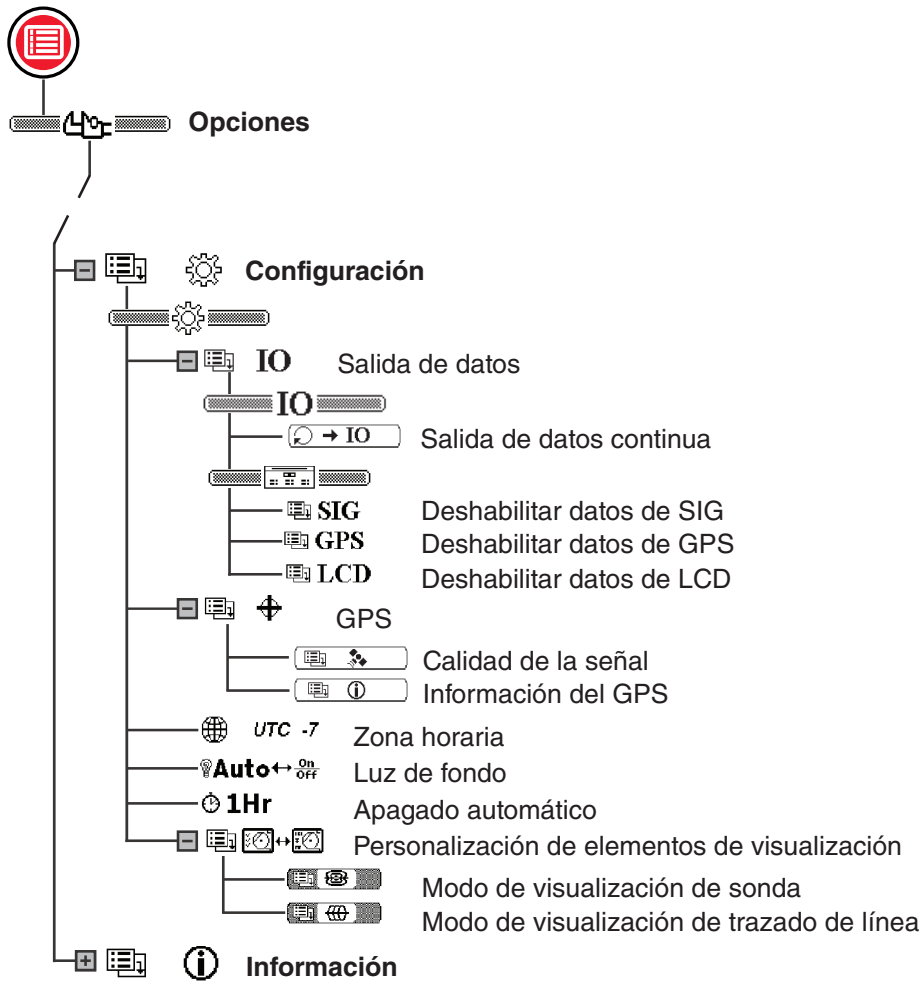 Opciones
Configuración
IO Salida de datos
IO
→ IO Salida de datos continua
SIG Deshabilitar datos de SIG
GPS Deshabilitar datos de GPS
LCD Deshabilitar datos de LCD
GPS
Calidad de la señal
Información del GPS
UTC -7 Zona horaria
Auto↔On/Off Luz de fondo
1Hr Apagado automático
Personalización de elementos de visualización
Modo de visualización de sonda
Modo de visualización de trazado de línea
Información